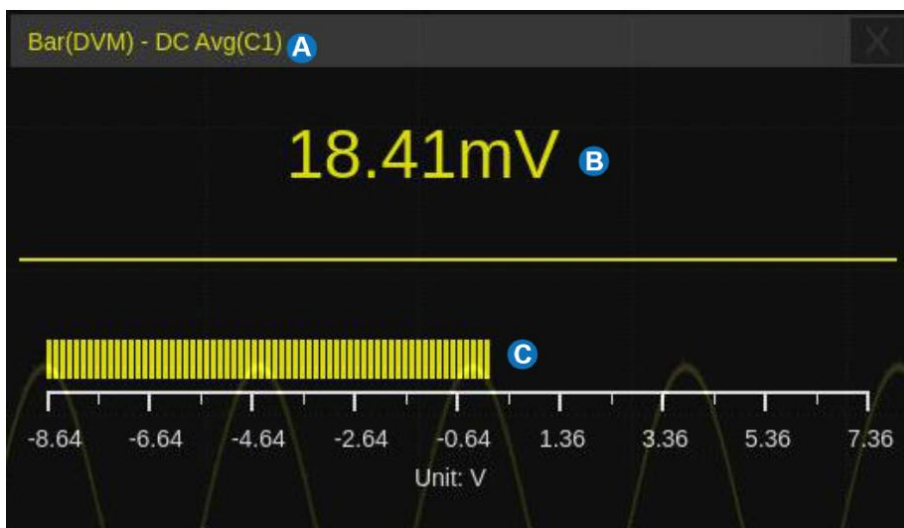 Bar(DVM) - DC Avg(C1) A X
18.41mV B
C
-8.64 -6.64 -4.64 -2.64 -0.64 1.36 3.36 5.36 7.36
Unit: V